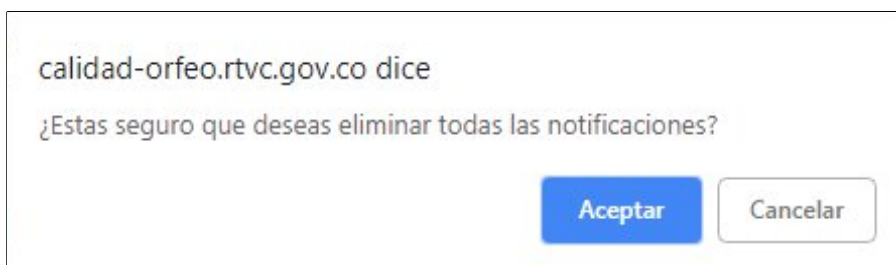 calidad-orfeo.rtvc.gov.co dice
¿Estas seguro que deseas eliminar todas las notificaciones?
Aceptar Cancelar